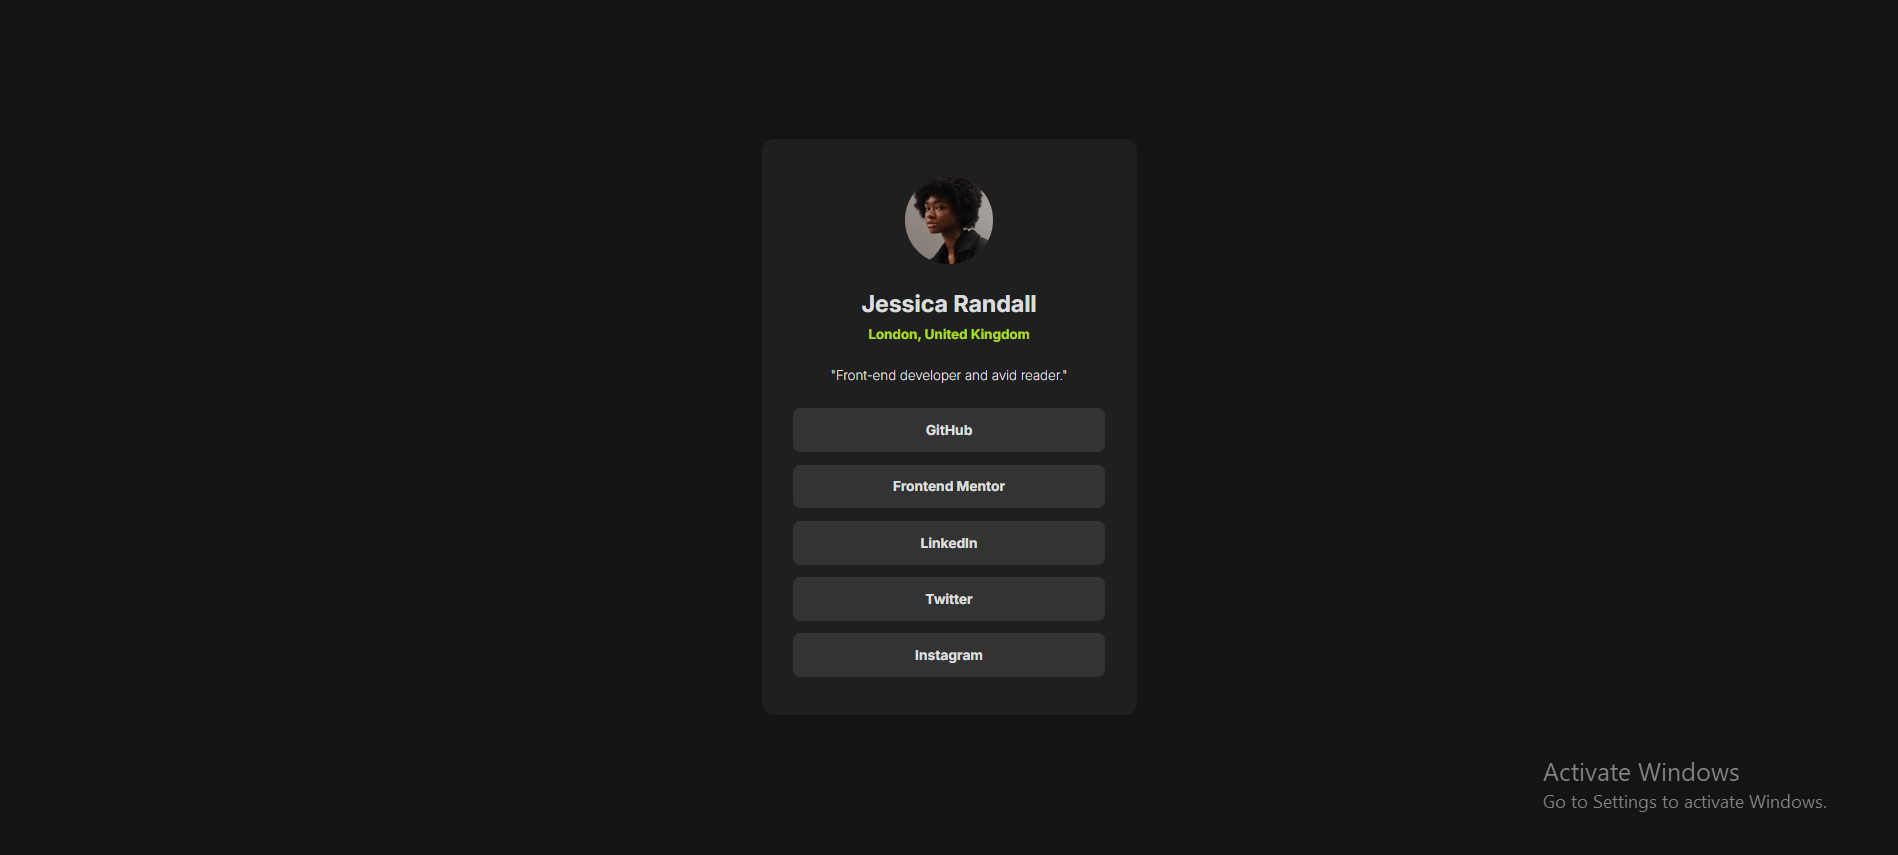 Jessica Randall
London, United Kingdom
"Front-end developer and avid reader."
GitHub
Frontend Mentor
LinkedIn
Twitter
Instagram
Activate Windows
Go to Settings to activate Windows.